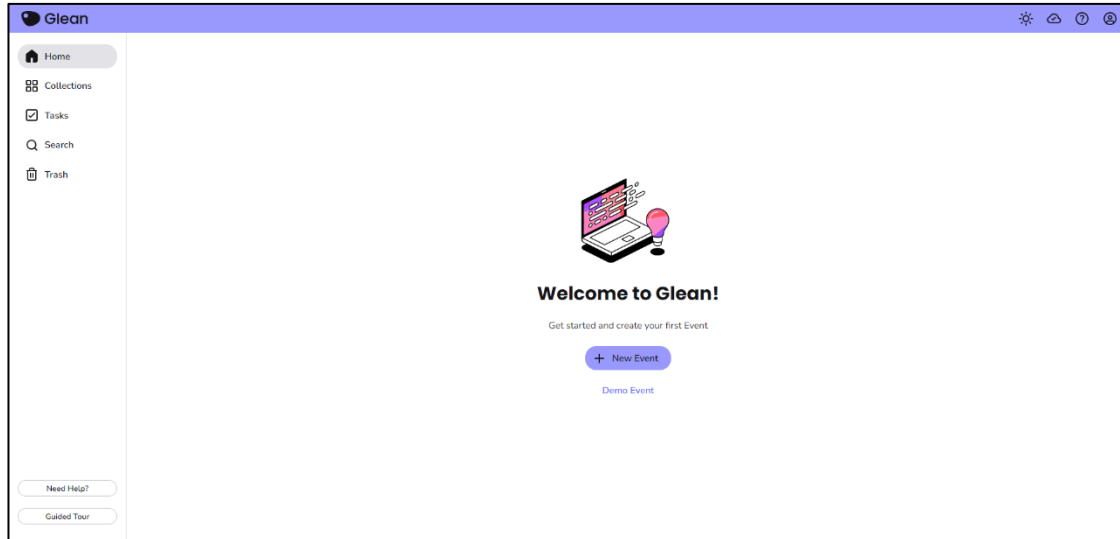 Glean
Home
Collections
Tasks
Search
Trash
Welcome to Glean!
Get started and create your first Event
+ New Event
Demo Event
Need Help?
Guided Tour